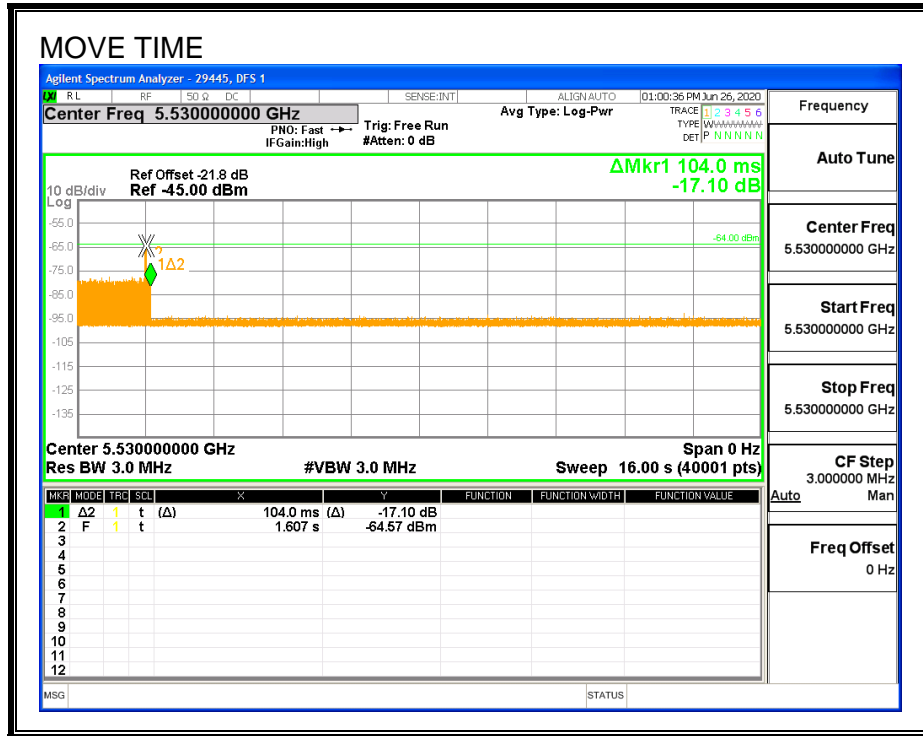 MOVE TIME
Agilent Spectrum Analyzer - 29445, DFS 1
LXI RL RF 50 Ω DC SENSE:INT ALIGN AUTO 01:00:36 PM Jun 26, 2020
Center Freq 5.530000000 GHz
PNO: Fast
IFGain:High
Trig: Free Run
#Atten: 0 dB
Avg Type: Log-Pwr
TRACE 1 2 3 4 5 6
TYPE WWWWWW
DET P N N N N N
ΔMkr1 104.0 ms
-17.10 dB
Ref Offset -21.8 dB
10 dB/div Ref -45.00 dBm
Log
-55.0
-65.0
-75.0
-85.0
-95.0
-105
-115
-125
-135
-64.00 dBm
1Δ2
Center 5.530000000 GHz Span 0 Hz
Res BW 3.0 MHz #VBW 3.0 MHz Sweep 16.00 s (40001 pts)
MKR MODE TRC SCL X Y FUNCTION FUNCTION WIDTH FUNCTION VALUE
1 Δ2 1 t (Δ) 104.0 ms (Δ) -17.10 dB
2 F 1 t 1.607 s -64.57 dBm
3
4
5
6
7
8
9
10
11
12
MSG STATUS
Frequency
Auto Tune
Center Freq
5.530000000 GHz
Start Freq
5.530000000 GHz
Stop Freq
5.530000000 GHz
CF Step
3.000000 MHz
Auto Man
Freq Offset
0 Hz